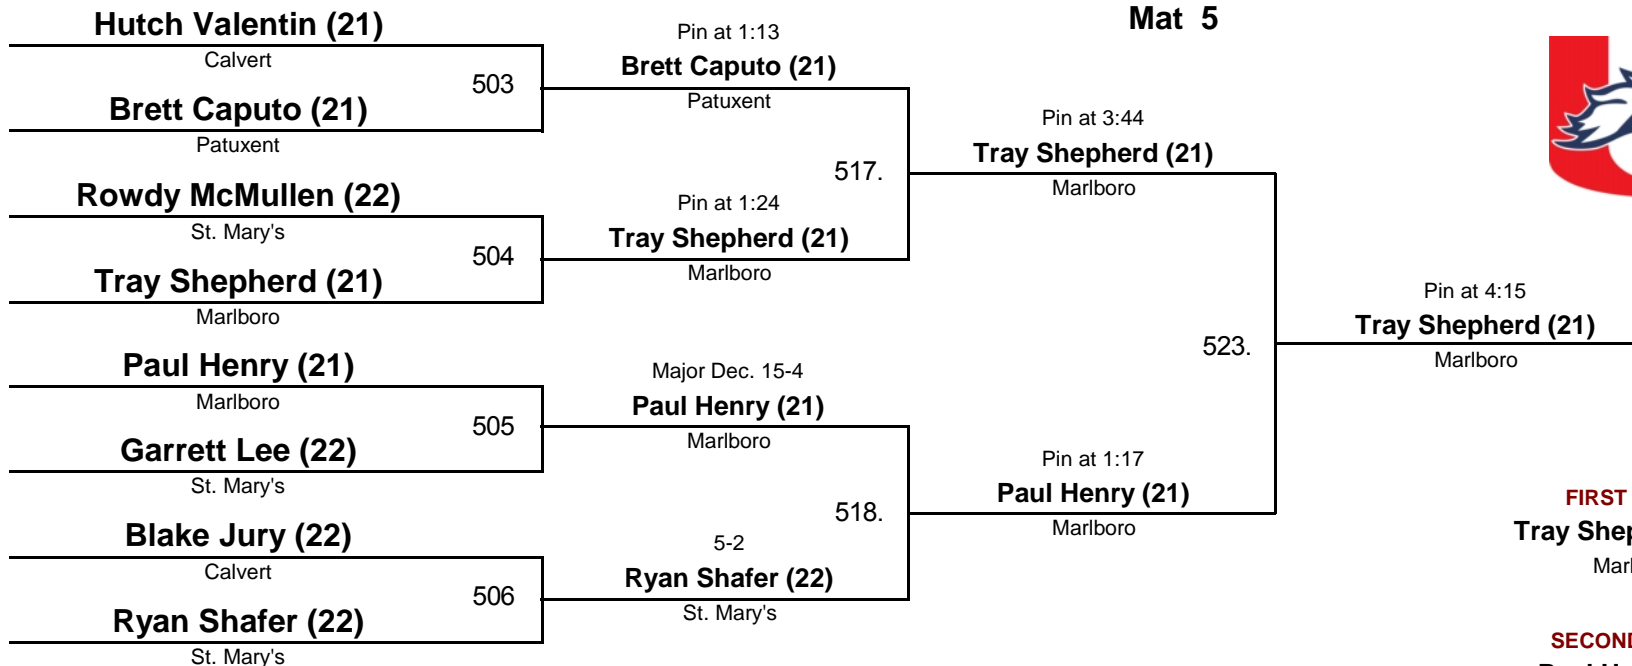 Mat 5
Hutch Valentin (21)
Calvert
503
Brett Caputo (21)
Patuxent
Rowdy McMullen (22)
St. Mary's
504
Tray Shepherd (21)
Marlboro
Paul Henry (21)
Marlboro
505
Garrett Lee (22)
St. Mary's
Blake Jury (22)
Calvert
506
Ryan Shafer (22)
St. Mary's
Pin at 1:13
Brett Caputo (21)
Patuxent
517.
Pin at 1:24
Tray Shepherd (21)
Marlboro
Major Dec. 15-4
Paul Henry (21)
Marlboro
518.
5-2
Ryan Shafer (22)
St. Mary's
Pin at 3:44
Tray Shepherd (21)
Marlboro
523.
Pin at 1:17
Paul Henry (21)
Marlboro
Pin at 4:15
Tray Shepherd (21)
Marlboro
FIRST
Tray Shep
Marl
SECOND